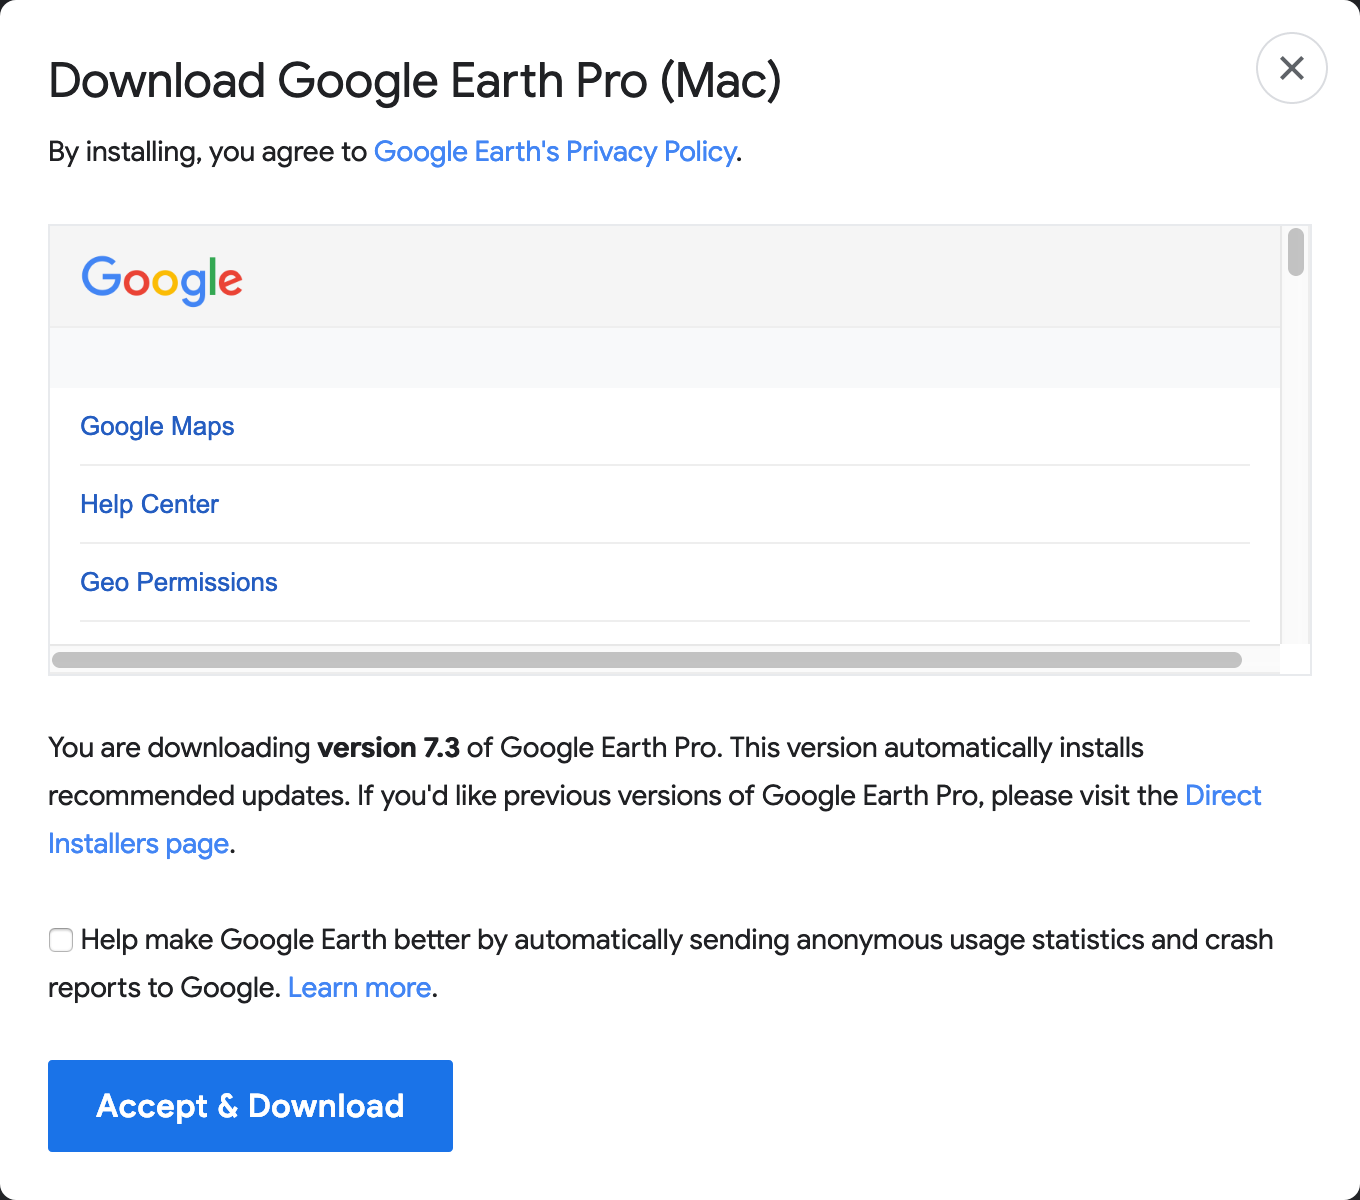 Download Google Earth Pro (Mac)
By installing, you agree to Google Earth's Privacy Policy.
Google
Google Maps
Help Center
Geo Permissions
You are downloading version 7.3 of Google Earth Pro. This version automatically installs
recommended updates. If you'd like previous versions of Google Earth Pro, please visit the Direct
Installers page.
Help make Google Earth better by automatically sending anonymous usage statistics and crash
reports to Google. Learn more.
Accept & Download